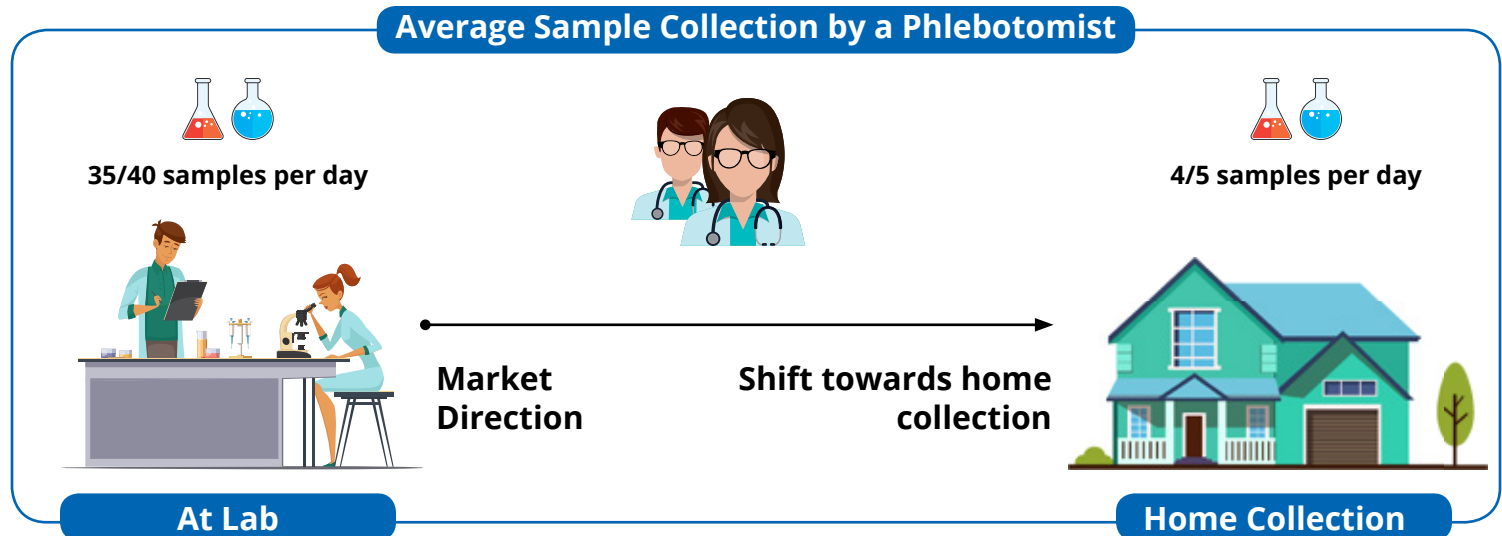 Average Sample Collection by a Phlebotomist
35/40 samples per day
4/5 samples per day
Market
Direction
Shift towards home
collection
At Lab
Home Collection